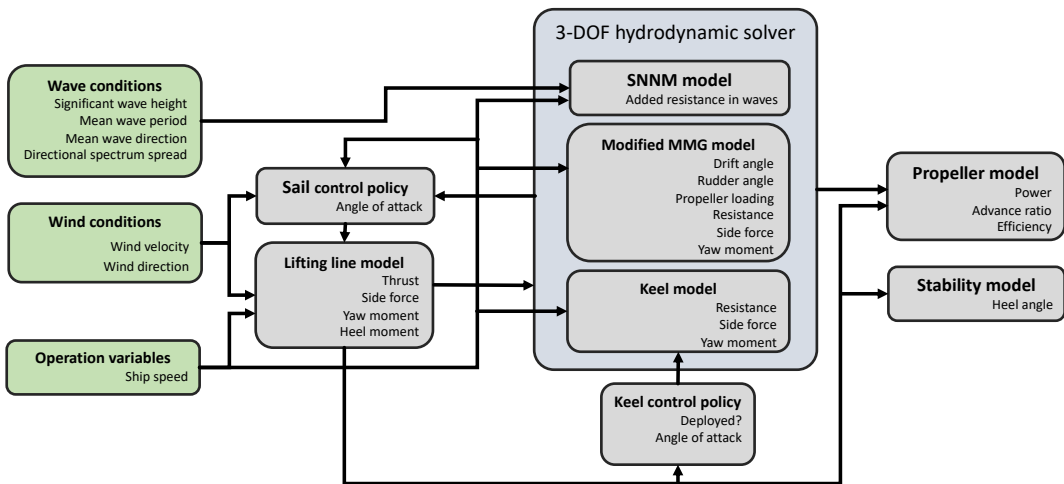 3-DOF hydrodynamic solver
Wave conditions
Significant wave height
Mean wave period
Mean wave direction
Directional spectrum spread
Wind conditions
Wind velocity
Wind direction
Operation variables
Ship speed
Sail control policy
Angle of attack
Lifting line model
Thrust
Side force
Yaw moment
Heel moment
SNNM model
Added resistance in waves
Modified MMG model
Drift angle
Rudder angle
Propeller loading
Resistance
Side force
Yaw moment
Keel model
Resistance
Side force
Yaw moment
Keel control policy
Deployed?
Angle of attack
Propeller model
Power
Advance ratio
Efficiency
Stability model
Heel angle